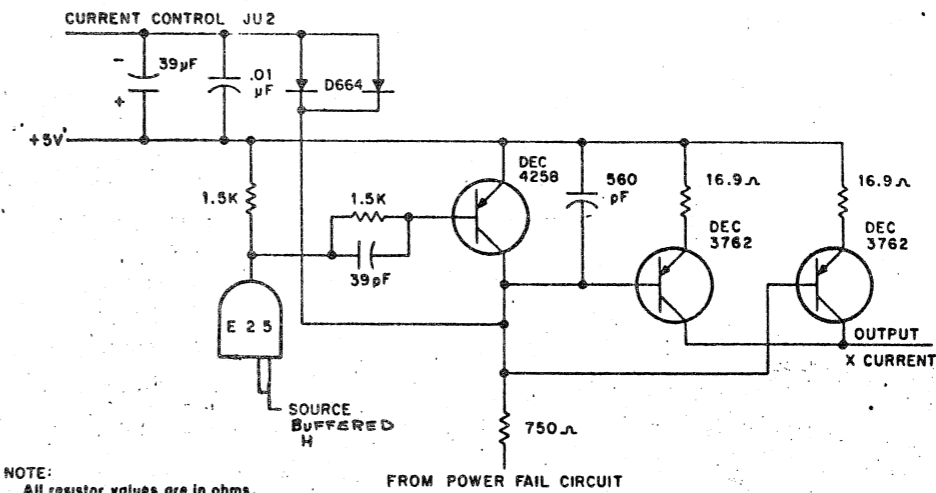 CURRENT CONTROL JU2
-
39µF
+
.01
µF
D664
+5V
1.5K
1.5K
39pF
DEC
4258
560
pF
16.9Ω
DEC
3762
16.9Ω
DEC
3762
E25
SOURCE
BUFFERED
H
OUTPUT
X CURRENT
750Ω
FROM POWER FAIL CIRCUIT
NOTE:
All resistor values are in ohms.